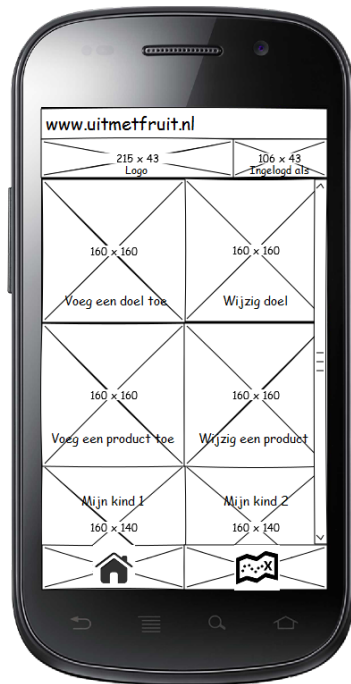 www.uitmetfruit.nl
215 x 43
Logo
106 x 43
Ingelogd als
160 x 160
Voeg een doel toe
160 x 160
Wijzig doel
160 x 160
Voeg een product toe
160 x 160
Wijzig een product
Mijn kind 1
160 x 140
Mijn kind 2
160 x 140
x